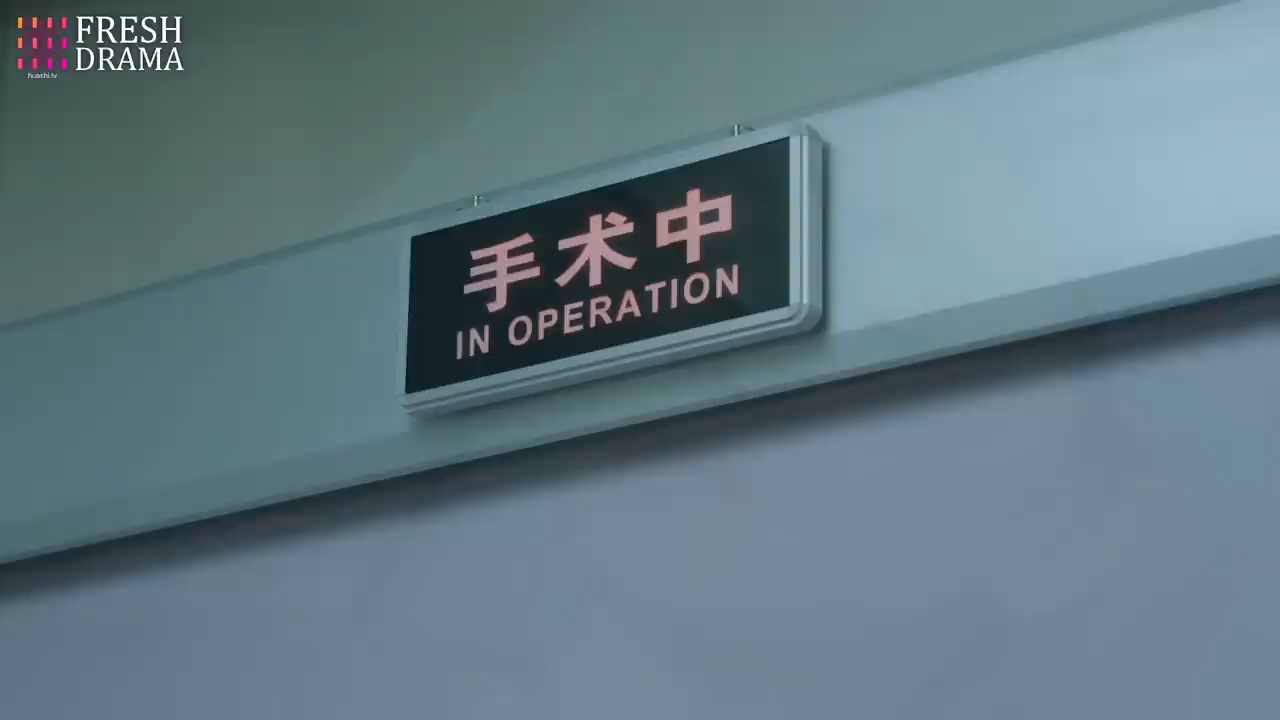 FRESH
DRAMA
手术中
IN OPERATION